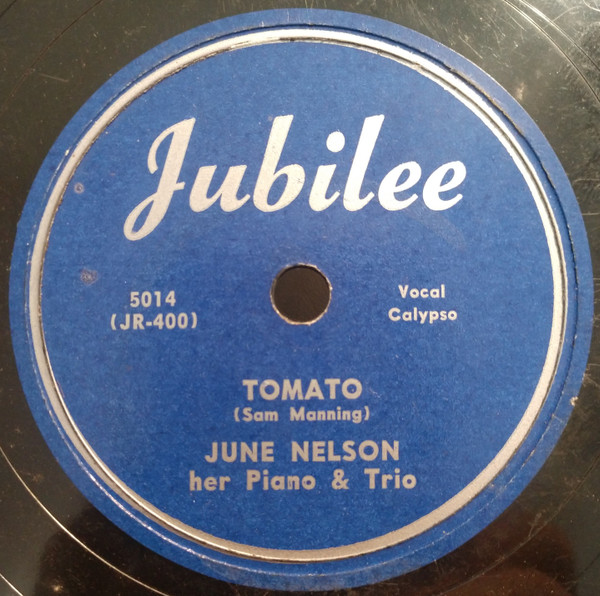 Jubilee
5014
(JR-400)
Vocal
Calypso
TOMATO
(Sam Manning)
JUNE NELSON
her Piano & Trio